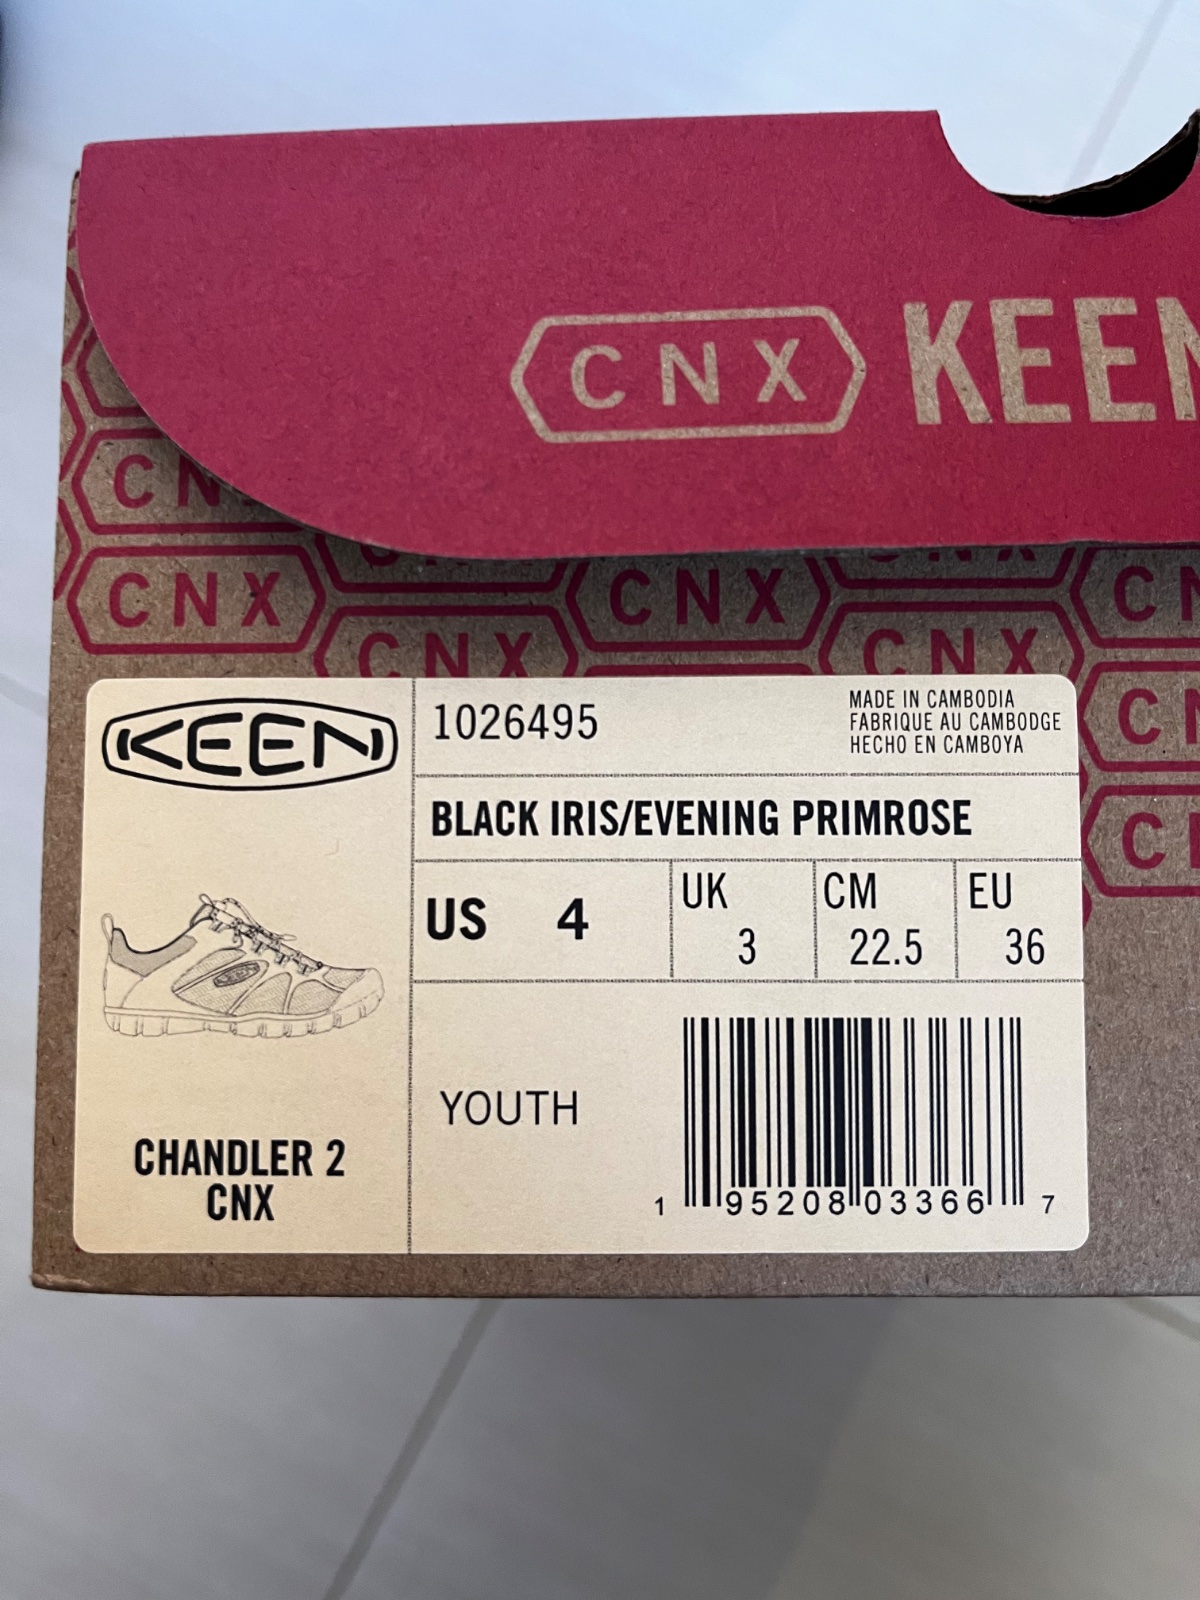 CNX KEEN
CN
CNX
CNX
CNX
CNX
CN
C
C
KEEN
1026495
MADE IN CAMBODIA
FABRIQUE AU CAMBODGE
HECHO EN CAMBOYA
BLACK IRIS/EVENING PRIMROSE
US 4
UK 3
CM 22.5
EU 36
YOUTH
CHANDLER 2
CNX
1 95208 03366 7